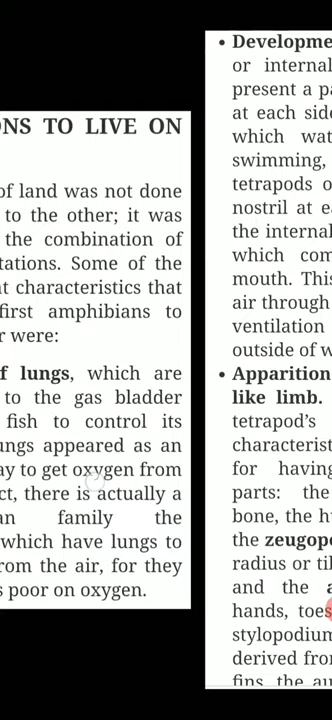 ONS TO LIVE ON
of land was not done
to the other; it was
the combination of
tations. Some of the
nt characteristics that
first amphibians to
r were:
f lungs, which are
to the gas bladder
fish to control its
ungs appeared as an
ay to get oxygen from
ct, there is actually a
an family the
which have lungs to
rom the air, for they
s poor on oxygen.
• Developme
or internal
present a pa
at each side
which wat
swimming,
tetrapods o
nostril at ea
the internal
which com
mouth. This
air through
ventilation
outside of w
• Apparition
like limb.
tetrapod's
characterist
for having
parts: the
bone, the hu
the zeugopo
radius or til
and the a
hands, toes
stylopodium
derived from
fins, the au